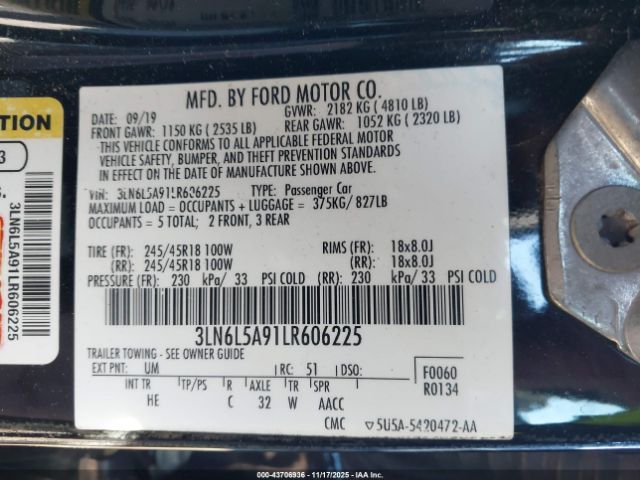 MFD. BY FORD MOTOR CO.
DATE: 09/19 GVWR: 2182 KG ( 4810 LB)
FRONT GAWR: 1150 KG ( 2535 LB) REAR GAWR: 1052 KG ( 2320 LB)
THIS VEHICLE CONFORMS TO ALL APPLICABLE FEDERAL MOTOR
VEHICLE SAFETY, BUMPER, AND THEFT PREVENTION STANDARDS
IN EFFECT ON THE DATE OF MANUFACTURE SHOWN ABOVE.
VIN: 3LN6L5A91LR606225 TYPE: Passenger Car
MAXIMUM LOAD = OCCUPANTS + LUGGAGE = 375KG/ 827LB
OCCUPANTS = 5 TOTAL; 2 FRONT, 3 REAR
TIRE (FR): 245/45R18 100W RIMS (FR): 18x8.0J
(RR): 245/45R18 100W (RR): 18x8.0J
PRESSURE (FR): 230 kPa/ 33 PSI COLD (RR): 230 kPa/ 33 PSI COLD
3LN6L5A91LR606225
TRAILER TOWING - SEE OWNER GUIDE
EXT PNT: UM RC: 51 DSO: F0060
INT TR TP/PS R AXLE TR SPR R0134
HE C 32 W AACC
CMC ▽5U5A-5420472-AA
TION
3
S.
3LN6L5A91LR606225
000-43706936 - 11/17/2025 - IAAI.com